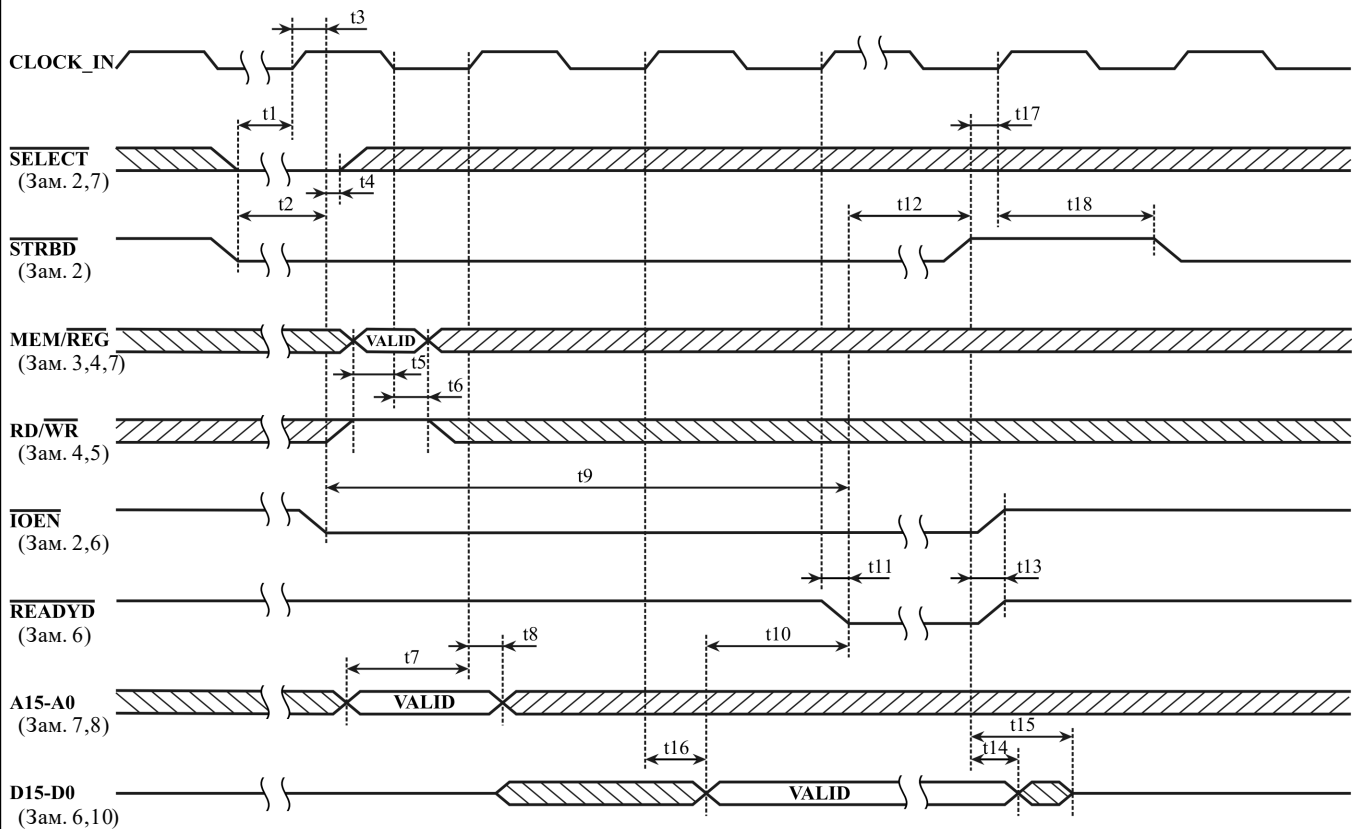 t3
CLOCK_IN
t1
t17
SELECT
(Зам. 2,7)
t4
t2
t12
t18
STRBD
(Зам. 2)
MEM/REG
VALID
(Зам. 3,4,7)
t5
t6
RD/WR
(Зам. 4,5)
t9
IOEN
(Зам. 2,6)
t11
t13
READYD
(Зам. 6)
t8
t10
t7
A15-A0
VALID
(Зам. 7,8)
t15
t16
t14
D15-D0
VALID
(Зам. 6,10)